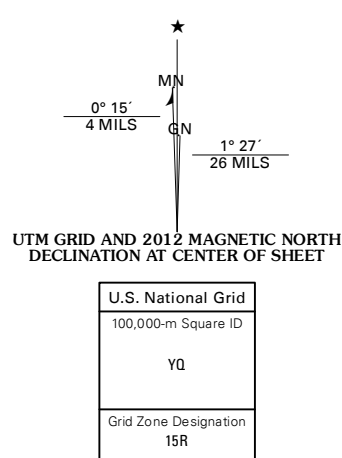 MN
0° 15´
4 MILS
GN
1° 27´
26 MILS
UTM GRID AND 2012 MAGNETIC NORTH
DECLINATION AT CENTER OF SHEET
U.S. National Grid
100,000-m Square ID
YQ
Grid Zone Designation
15R